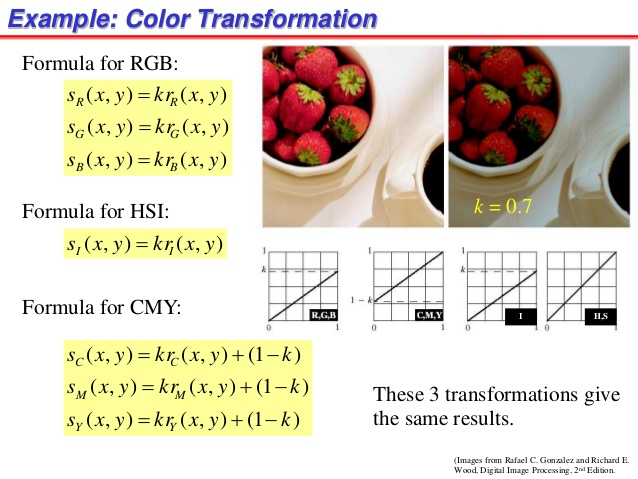 Example: Color Transformation
Formula for RGB:
s_R(x, y) = kr_R(x, y)
s_G(x, y) = kr_G(x, y)
s_B(x, y) = kr_B(x, y)
Formula for HSI:
s_I(x, y) = kr_I(x, y)
Formula for CMY:
s_C(x, y) = kr_C(x, y) + (1 − k)
s_M(x, y) = kr_M(x, y) + (1 − k)
s_Y(x, y) = kr_Y(x, y) + (1 − k)
k = 0.7
1
k
0
R,G,B
1
1
1 − k
0
C,M,Y
1
1
k
0
I
1
1
0
H,S
1
These 3 transformations give
the same results.
(Images from Rafael C. Gonzalez and Richard E.
Wood, Digital Image Processing, 2nd Edition.